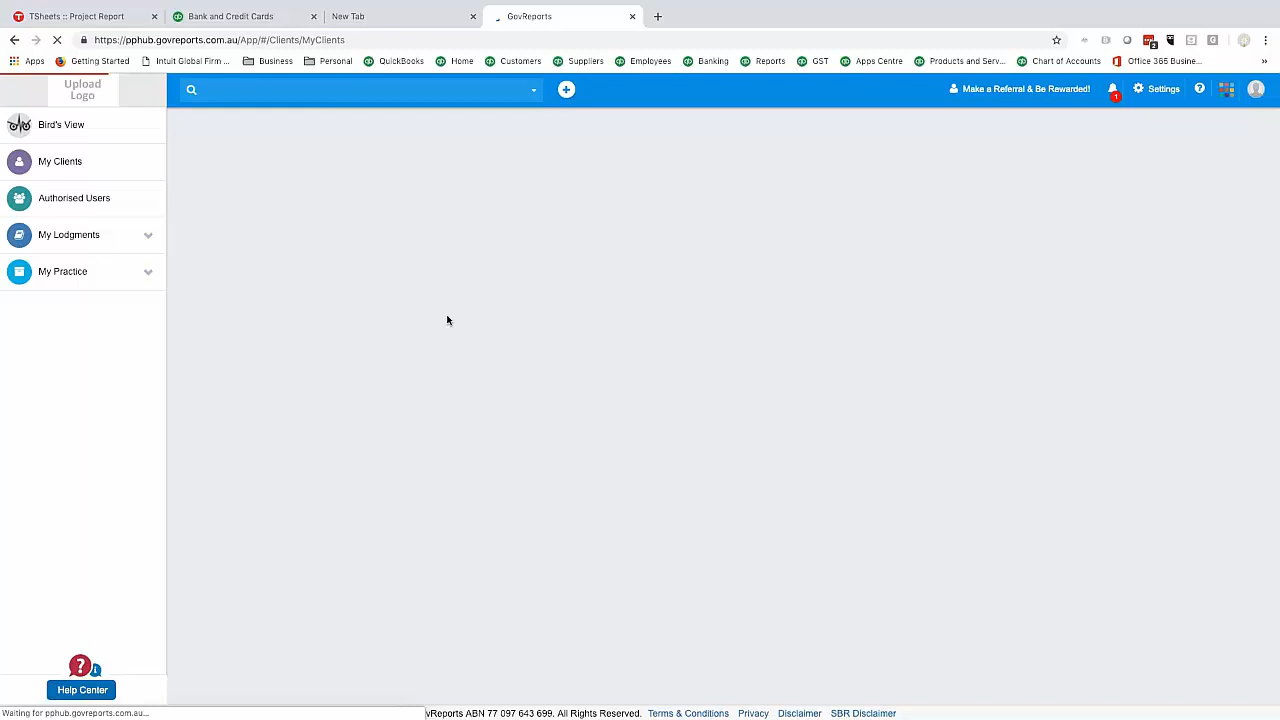 TSheets :: Project Report
Bank and Credit Cards
New Tab
GovReports
https://pphub.govreports.com.au/App/#/Clients/MyClients
2
Apps
Getting Started
Intuit Global Firm ...
Business
Personal
QuickBooks
Home
Customers
Suppliers
Employees
Banking
Reports
GST
Apps Centre
Products and Serv...
Chart of Accounts
Office 365 Busine...
»
Upload
Logo
Make a Referral & Be Rewarded!
1
Settings
Bird's View
My Clients
Authorised Users
My Lodgments
My Practice
Help Center
Waiting for pphub.govreports.com.au...
vReports ABN 77 097 643 699. All Rights Reserved.
Terms & Conditions
Privacy
Disclaimer
SBR Disclaimer